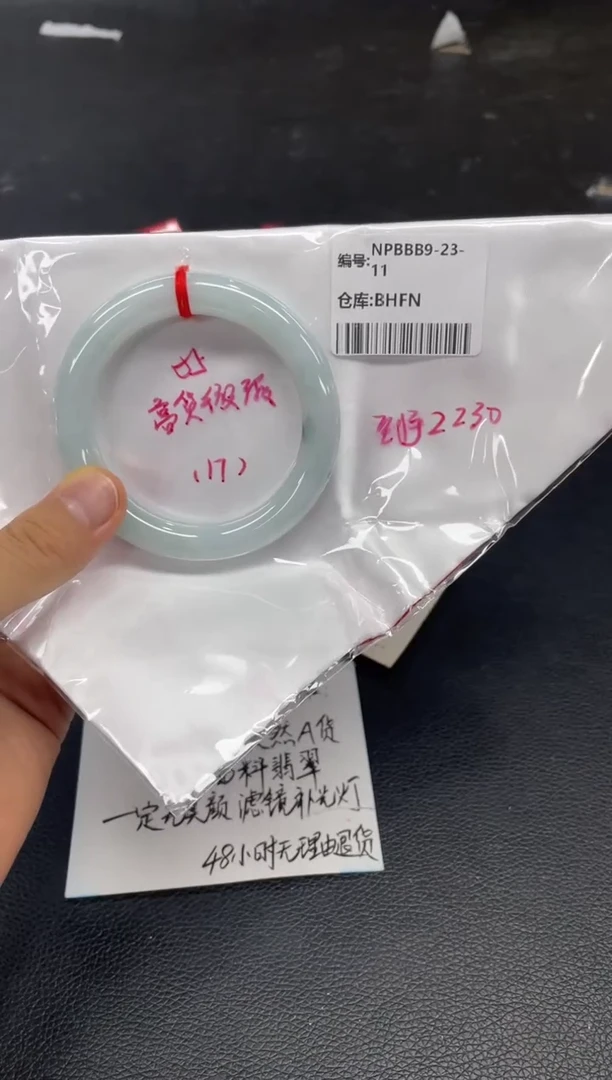 编号:NPBBB9-23-
11
仓库:BHFN
高货级别
(17)
到手2230
天然A货
料翡翠
一定无美颜 滤镜补光灯
48小时无理由退货